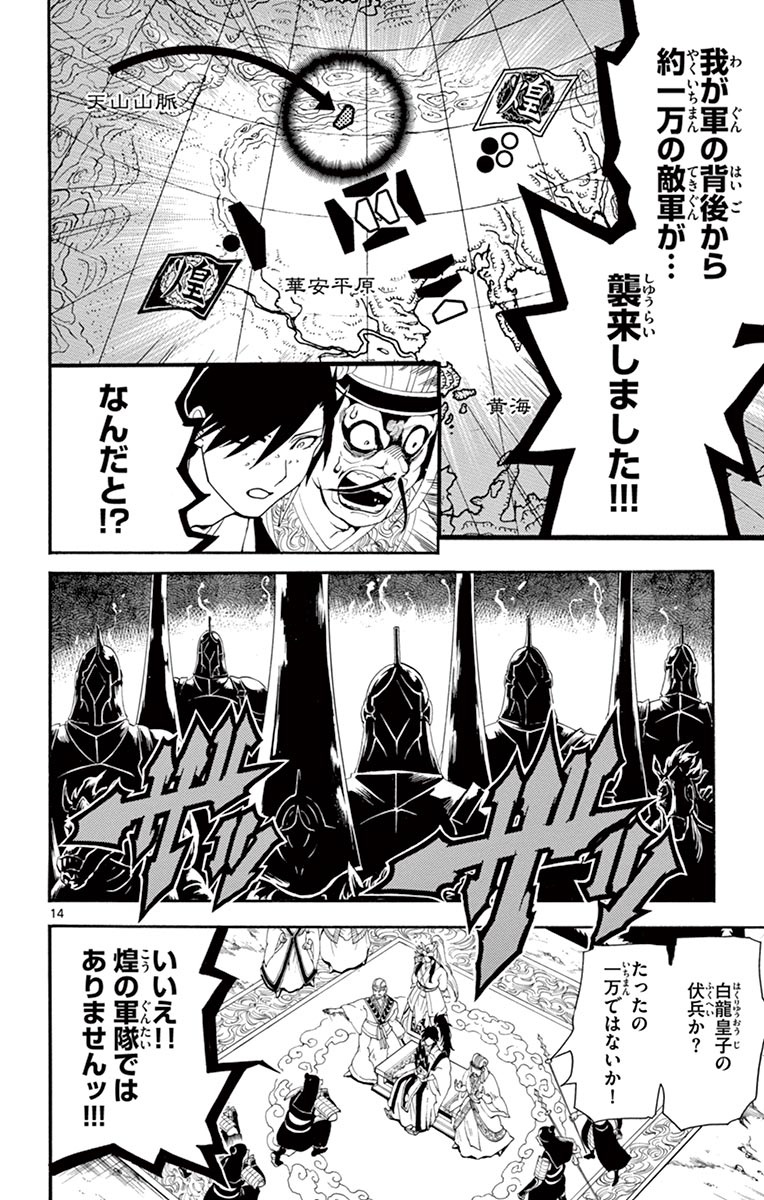 我が軍の背後から
約一万の敵軍が…
襲来しました!!!
煌
天山山脈
煌
華安平原
黄海
なんだと!?
ザッ
ザッ
14
白龍皇子の
伏兵か?
たったの
一万ではないか!
いいえ!!
煌の軍隊では
ありませんッ!!!